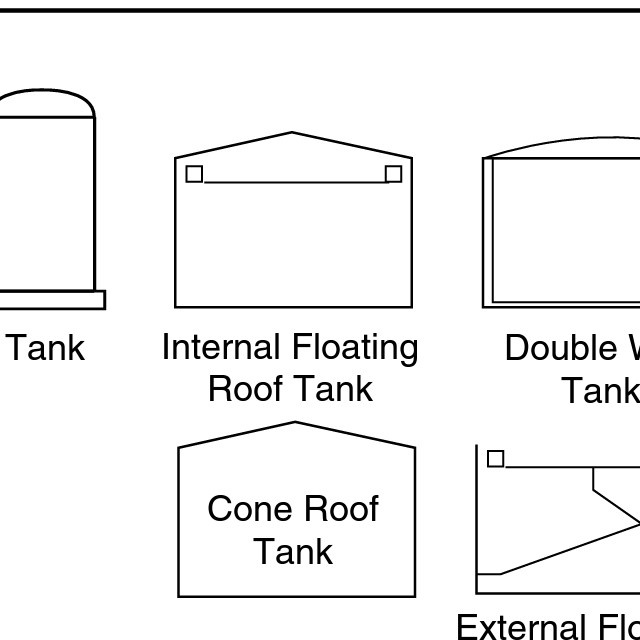 Tank
Internal Floating
Roof Tank
Double
Tank
Cone Roof
Tank
External